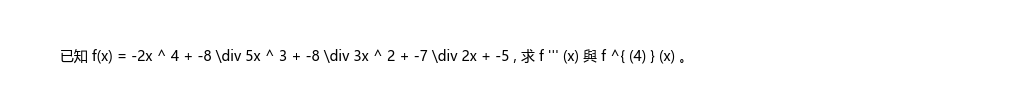 已知 f(x) = -2x ^ 4 + -8 \div 5x ^ 3 + -8 \div 3x ^ 2 + -7 \div 2x + -5 , 求 f ''' (x) 與 f ^{ (4) } (x) 。